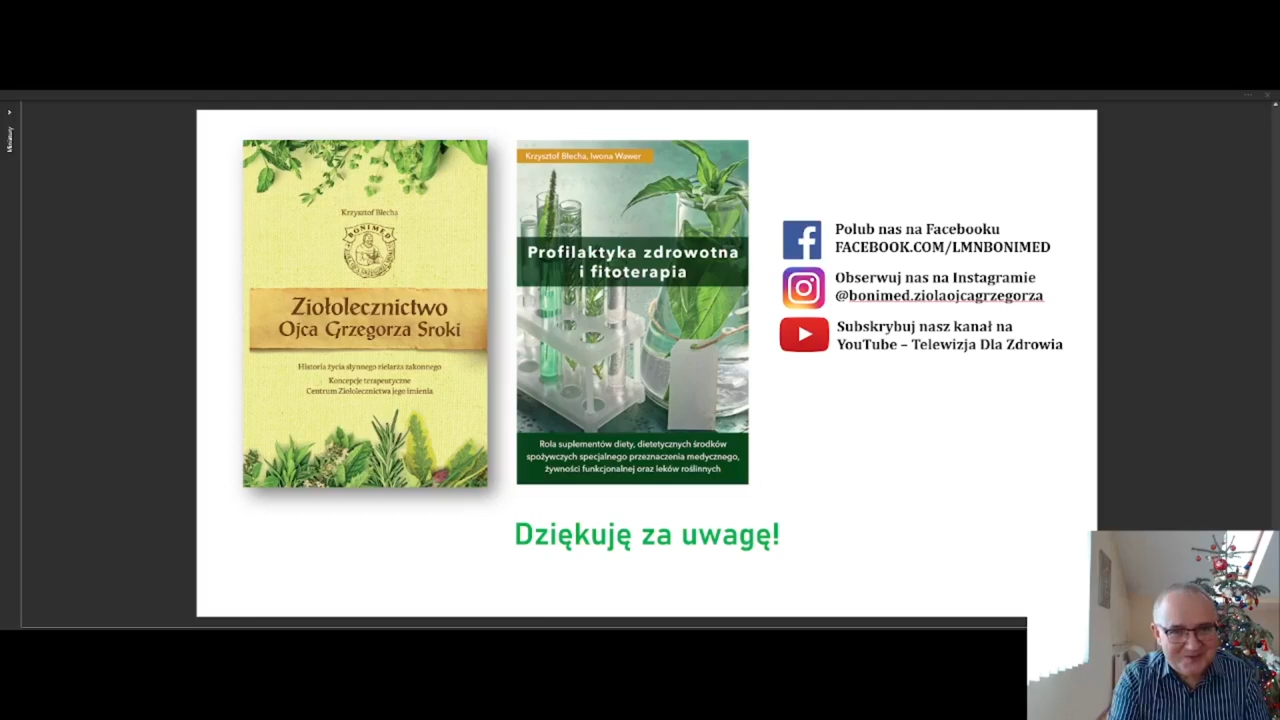 Miniatury
Krzysztof Błecha
BONIMED
Ziołolecznictwo
Ojca Grzegorza Sroki
Historia życia słynnego zielarza zakonnego
Koncepcje terapeutyczne
Centrum Ziołolecznictwa jego imienia
Krzysztof Błecha, Iwona Wawer
Profilaktyka zdrowotna
i fitoterapia
Rola suplementów diety, dietetycznych środków
spożywczych specjalnego przeznaczenia medycznego,
żywności funkcjonalnej oraz leków roślinnych
Polub nas na Facebooku
FACEBOOK.COM/LMNBONIMED
Obserwuj nas na Instagramie
@bonimed.ziolaojcagrzegorza
Subskrybuj nasz kanał na
YouTube – Telewizja Dla Zdrowia
Dziękuję za uwagę!